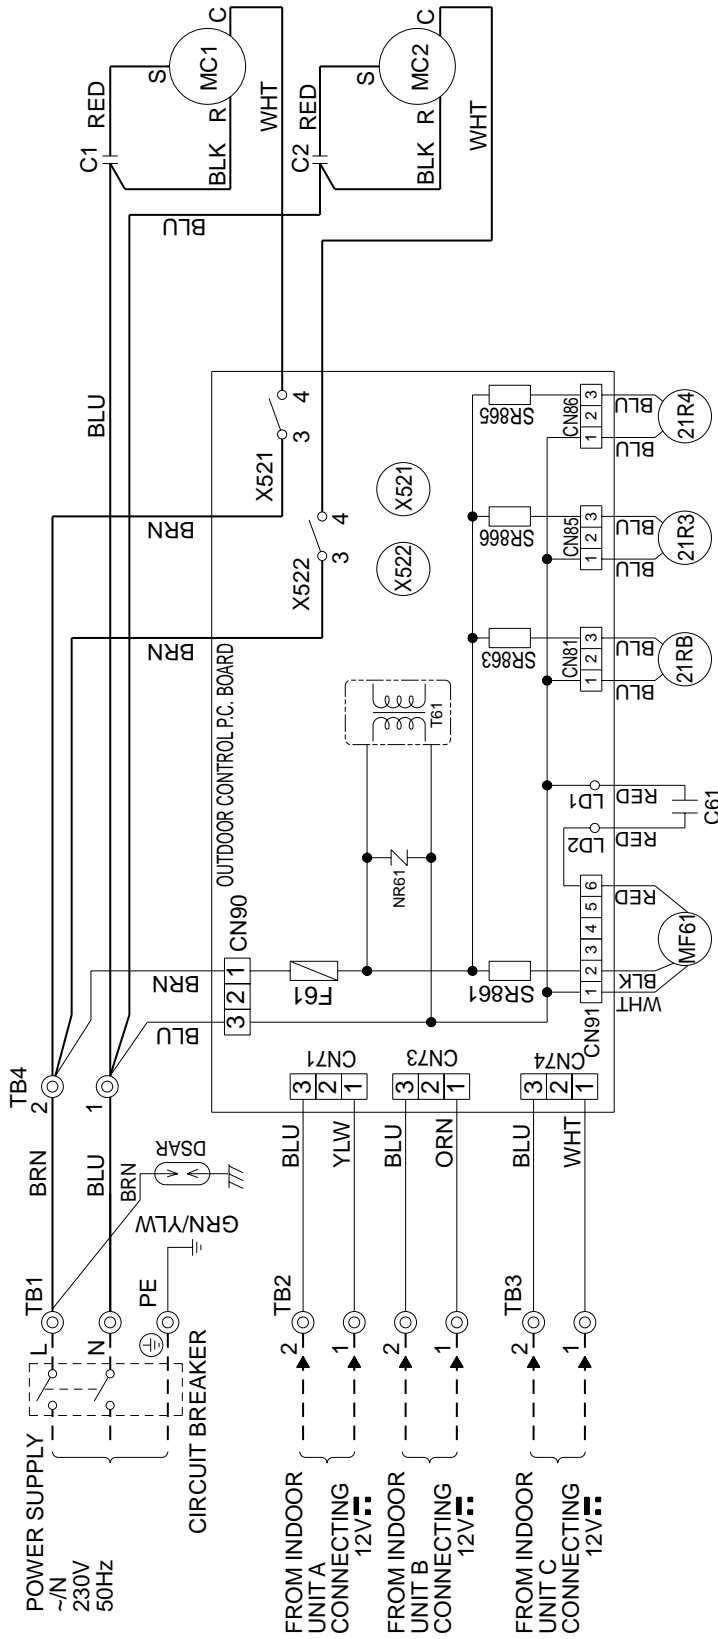 POWER SUPPLY
~/N
230V
50Hz
CIRCUIT BREAKER
L
N
PE
TB1
BRN
BLU
BRN
DSAR
GRN/YLW
TB4
2
1
BLU
BRN
BRN
BRN
BLU
BLU
C1
RED
S
MC1
C
BLK
R
WHT
C2
RED
S
MC2
C
BLK
R
WHT
OUTDOOR CONTROL P.C. BOARD
CN90
3 2 1
F61
NR61
T61
X522
3 4
X521
3 4
X522
X521
FROM INDOOR
UNIT A
CONNECTING
12V
2
1
TB2
BLU
YLW
3 2 1
CN71
FROM INDOOR
UNIT B
CONNECTING
12V
2
1
BLU
ORN
3 2 1
CN73
FROM INDOOR
UNIT C
CONNECTING
12V
2
1
TB3
BLU
WHT
3 2 1
CN74
SR861
SR863
SR866
SR865
CN91
1 2 3 4 5 6
WHT
BLK
RED
MF61
LD2
LD1
RED
RED
C61
CN81
1 2 3
BLU
BLU
21RB
CN85
1 2 3
BLU
BLU
21R3
CN86
1 2 3
BLU
BLU
21R4